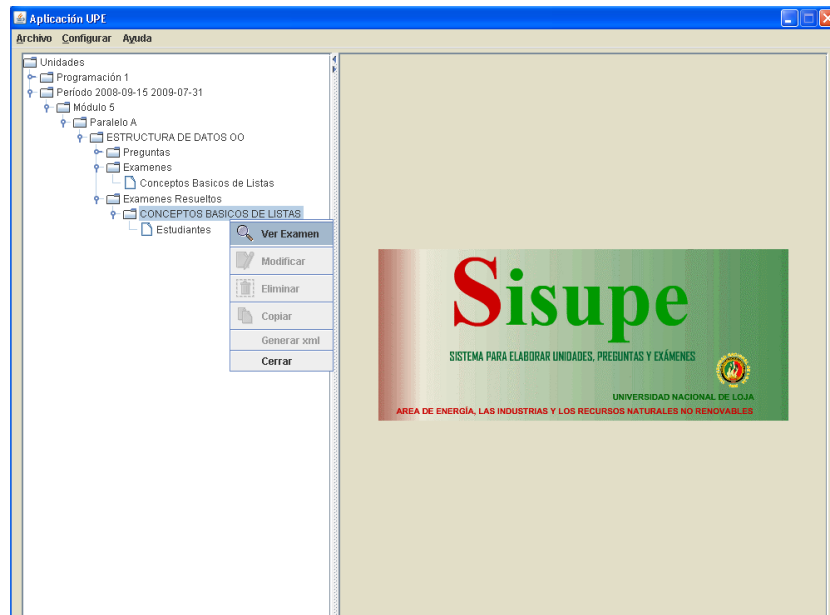 Aplicación UPE
Archivo Configurar Ayuda
Unidades
Programación 1
Período 2008-09-15 2009-07-31
Módulo 5
Paralelo A
ESTRUCTURA DE DATOS OO
Preguntas
Examenes
Conceptos Basicos de Listas
Examenes Resueltos
CONCEPTOS BASICOS DE LISTAS
Estudiantes
Ver Examen
Modificar
Eliminar
Copiar
Generar xml
Cerrar
Sisupe
SISTEMA PARA ELABORAR UNIDADES, PREGUNTAS Y EXÁMENES
UNIVERSIDAD NACIONAL DE LOJA
AREA DE ENERGÍA, LAS INDUSTRIAS Y LOS RECURSOS NATURALES NO RENOVABLES